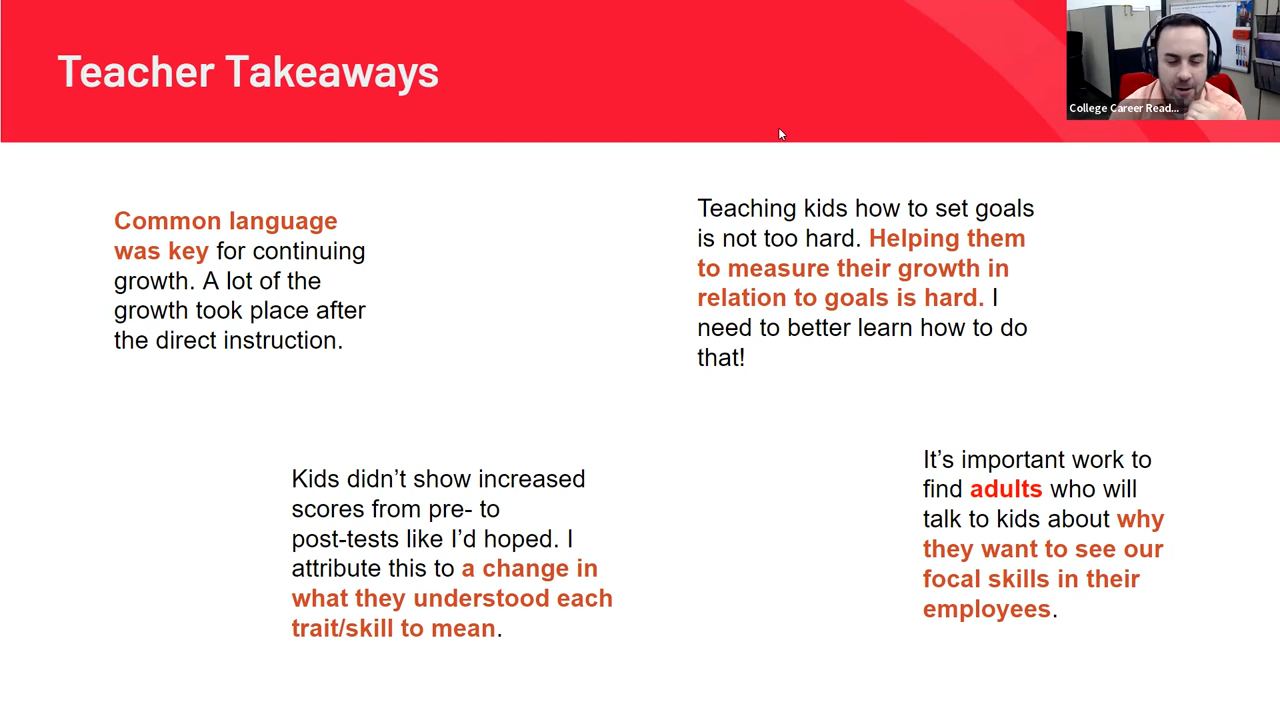 Teacher Takeaways
College Career Read...
Common language
was key for continuing
growth. A lot of the
growth took place after
the direct instruction.
Teaching kids how to set goals
is not too hard. Helping them
to measure their growth in
relation to goals is hard. I
need to better learn how to do
that!
Kids didn’t show increased
scores from pre- to
post-tests like I’d hoped. I
attribute this to a change in
what they understood each
trait/skill to mean.
It’s important work to
find adults who will
talk to kids about why
they want to see our
focal skills in their
employees.